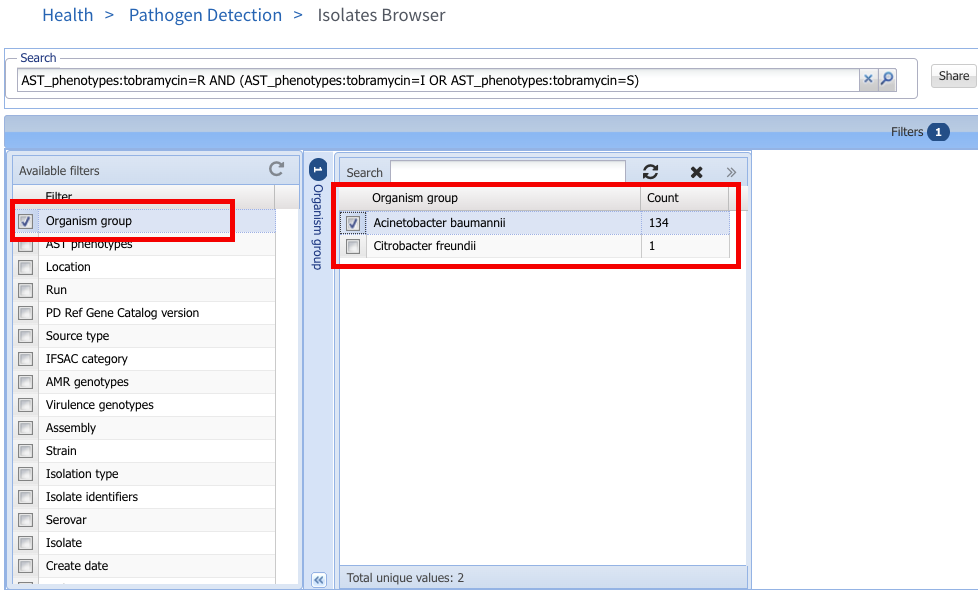 Health > Pathogen Detection > Isolates Browser
Search
AST_phenotypes:tobramycin=R AND (AST_phenotypes:tobramycin=I OR AST_phenotypes:tobramycin=S)
Share
Filters 1
Available filters
Filter
Organism group
AST phenotypes
Location
Run
PD Ref Gene Catalog version
Source type
IFSAC category
AMR genotypes
Virulence genotypes
Assembly
Strain
Isolation type
Isolate identifiers
Serovar
Isolate
Create date
1 Organism group
Search
Organism group Count
Acinetobacter baumannii 134
Citrobacter freundii 1
Total unique values: 2